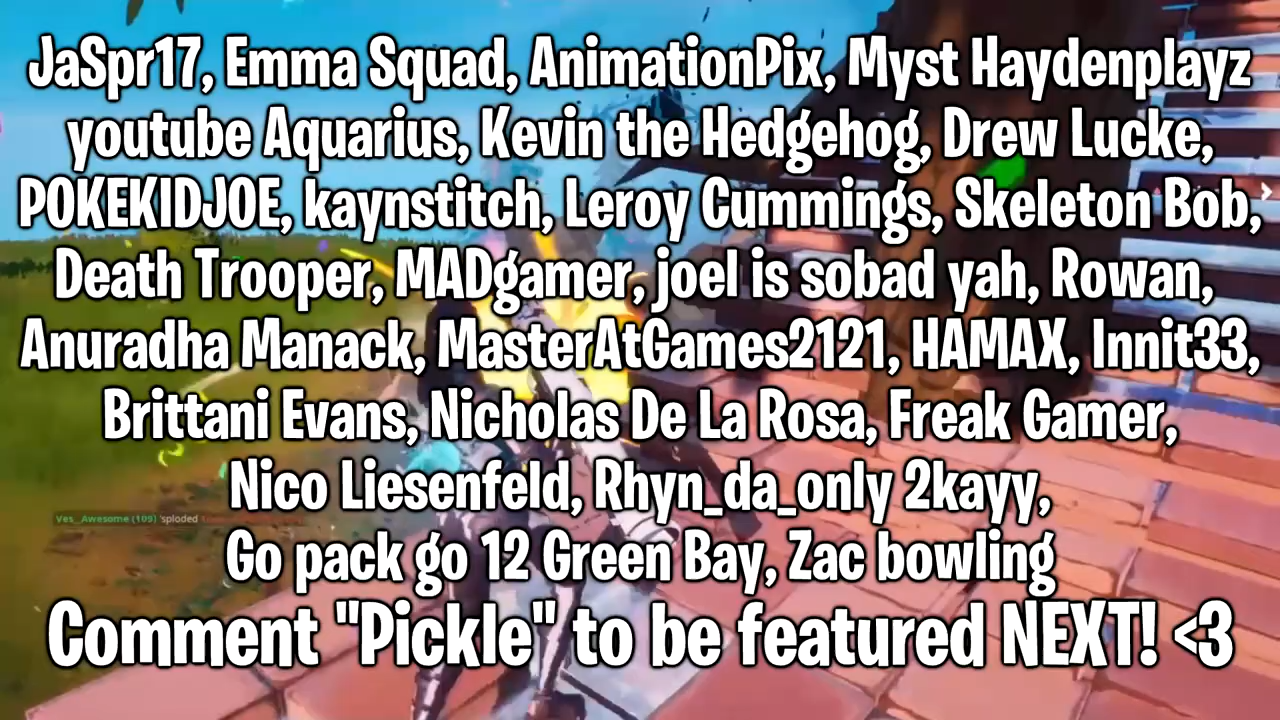 JaSpr17, Emma Squad, AnimationPix, Myst Haydenplayz
youtube Aquarius, Kevin the Hedgehog, Drew Lucke,
POKEKIDJOE, kaynstitch, Leroy Cummings, Skeleton Bob,
Death Trooper, MADgamer, joel is sobad yah, Rowan,
Anuradha Manack, MasterAtGames2121, HAMAX, Innit33,
Brittani Evans, Nicholas De La Rosa, Freak Gamer,
Nico Liesenfeld, Rhyn_da_only 2kayy,
Ves_Awesome (105) 'sploded
Go pack go 12 Green Bay, Zac bowling
Comment "Pickle" to be featured NEXT! <3